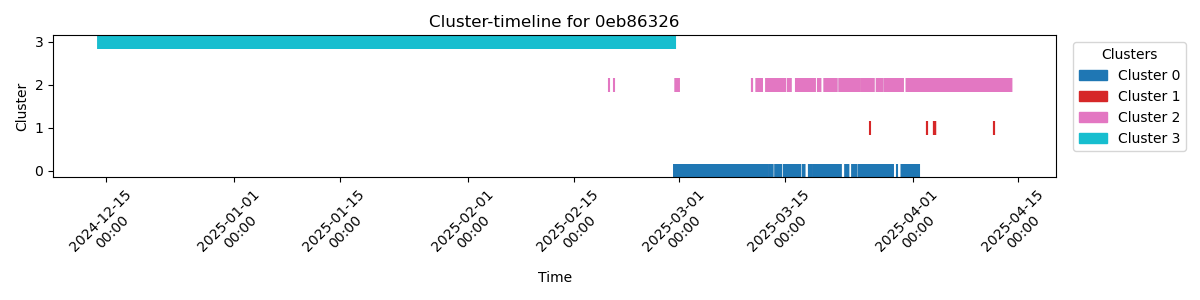 Cluster-timeline for 0eb86326
Cluster
3
2
1
0
2024-12-15
00:00
2025-01-01
00:00
2025-01-15
00:00
2025-02-01
00:00
2025-02-15
00:00
2025-03-01
00:00
2025-03-15
00:00
2025-04-01
00:00
2025-04-15
00:00
Time
Clusters
Cluster 0
Cluster 1
Cluster 2
Cluster 3